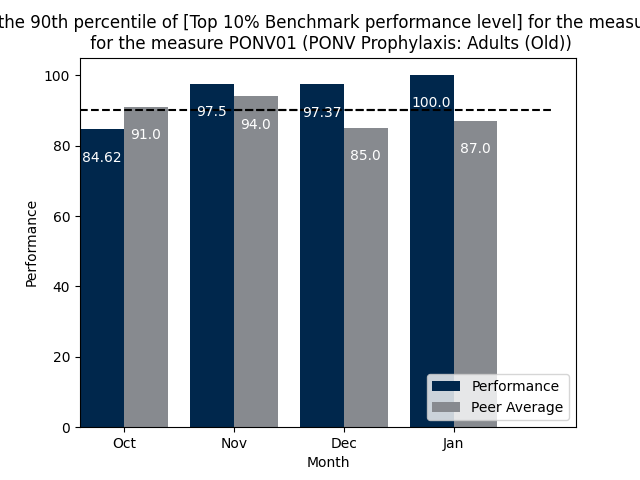 the 90th percentile of [Top 10% Benchmark performance level] for the
for the measure PONV01 (PONV Prophylaxis: Adults (Old))
100
80
60
40
20
0
Performance
84.62
91.0
97.5
94.0
97.37
85.0
100.0
87.0
Performance
Peer Average
Oct
Nov
Dec
Jan
Month